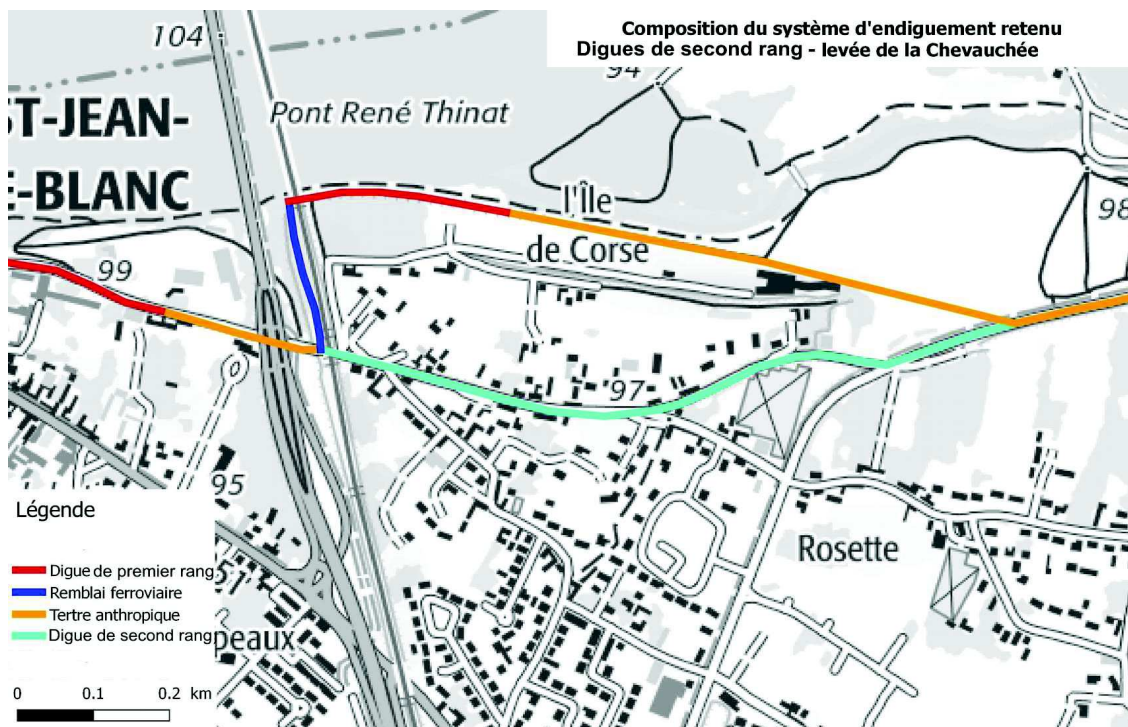 Composition du système d'endiguement retenu
Digues de second rang - levée de la Chevauchée
104
94
ST-JEAN-
E-BLANC
Pont René Thinat
l'Île
de Corse
98
99
97
95
Rosette
Légende
Digue de premier rang
Remblai ferroviaire
51
Tertre anthropique
Digue de second rang
peaux
0 0.1 0.2 km